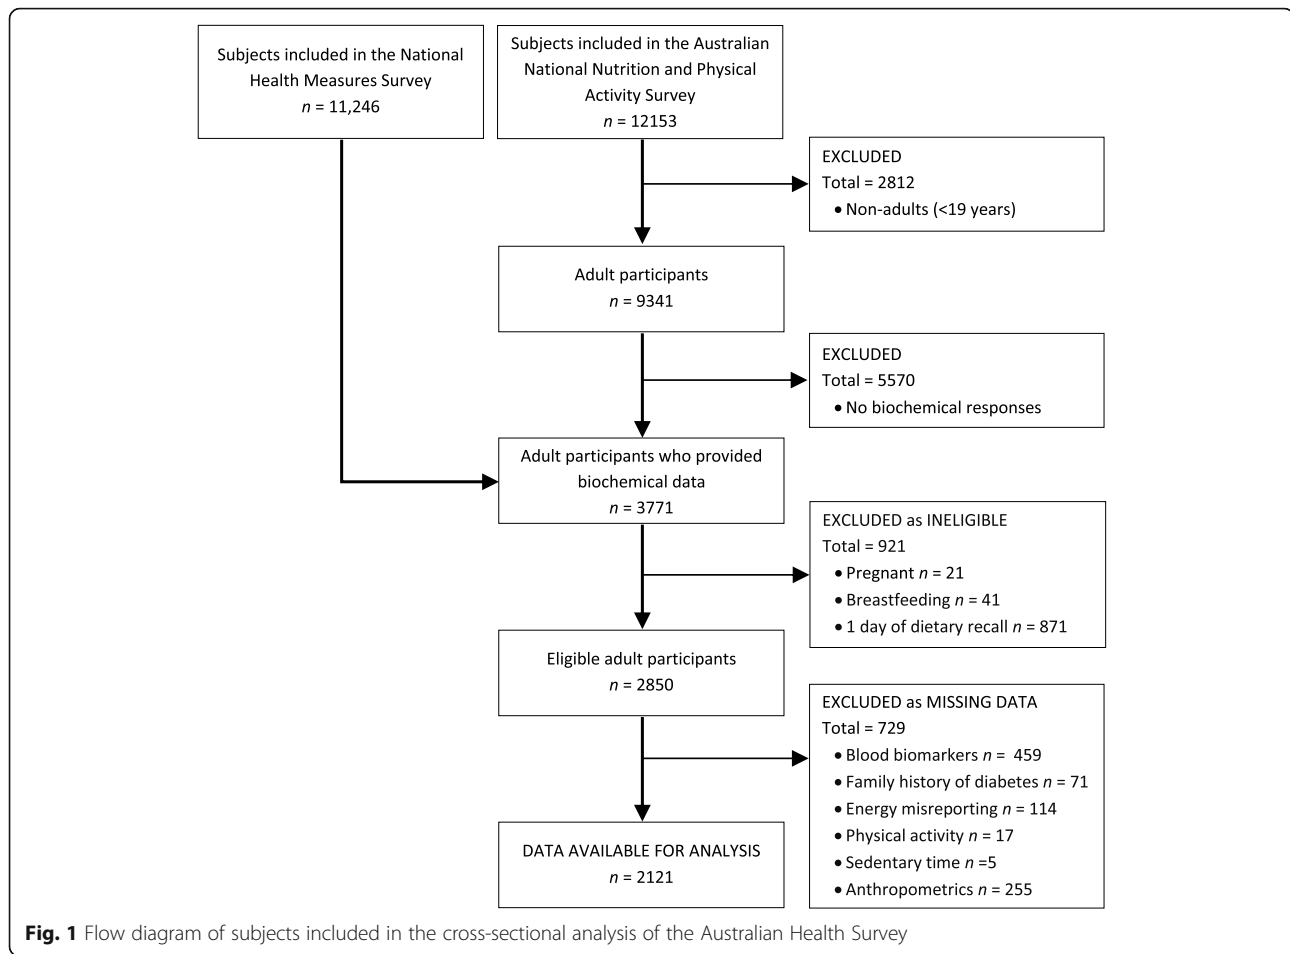 Subjects included in the National
Health Measures Survey
n = 11,246
Subjects included in the Australian
National Nutrition and Physical
Activity Survey
n = 12153
EXCLUDED
Total = 2812
• Non-adults (<19 years)
Adult participants
n = 9341
EXCLUDED
Total = 5570
• No biochemical responses
Adult participants who provided
biochemical data
n = 3771
EXCLUDED as INELIGIBLE
Total = 921
• Pregnant n = 21
• Breastfeeding n = 41
• 1 day of dietary recall n = 871
Eligible adult participants
n = 2850
EXCLUDED as MISSING DATA
Total = 729
• Blood biomarkers n = 459
• Family history of diabetes n = 71
• Energy misreporting n = 114
• Physical activity n = 17
• Sedentary time n =5
• Anthropometrics n = 255
DATA AVAILABLE FOR ANALYSIS
n = 2121
Fig. 1 Flow diagram of subjects included in the cross-sectional analysis of the Australian Health Survey